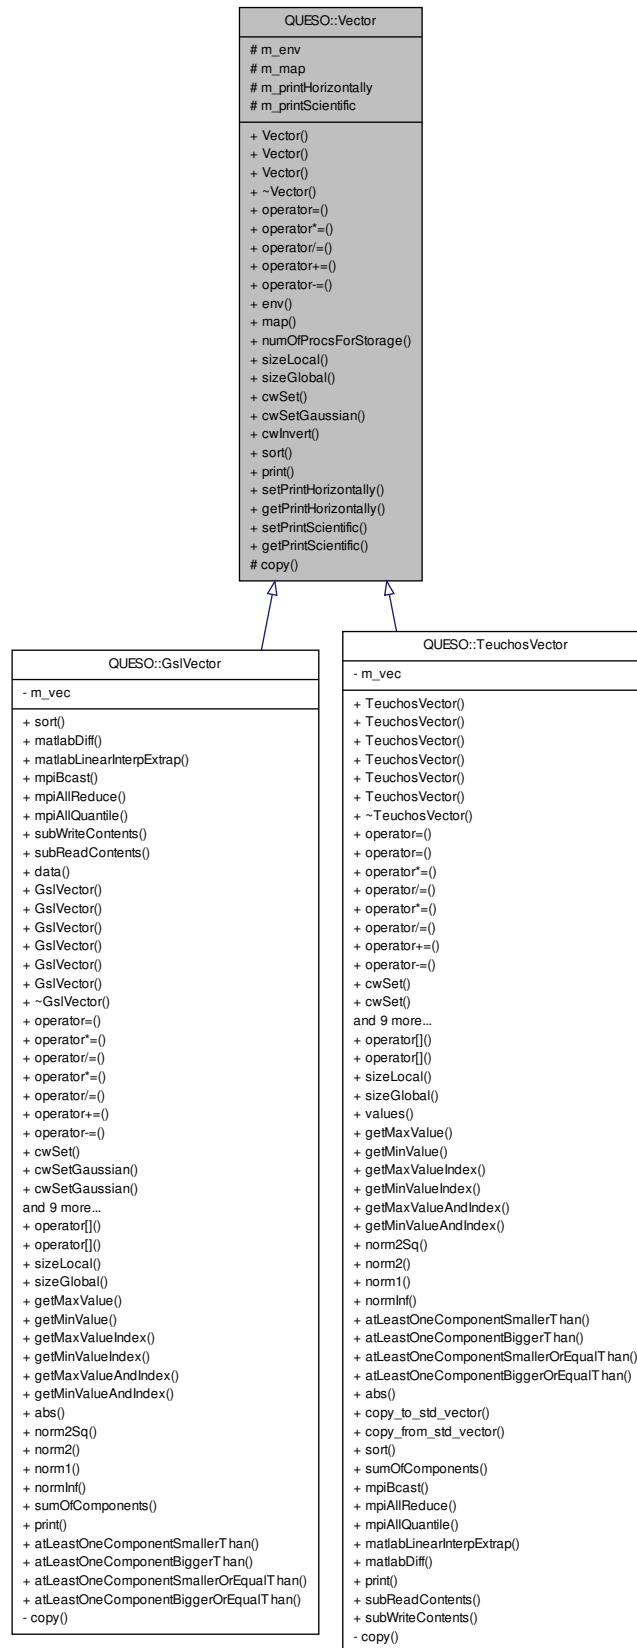 QUESO::Vector
# m_env
# m_map
# m_printHorizontally
# m_printScientific
+ Vector()
+ Vector()
+ Vector()
+ ~Vector()
+ operator=()
+ operator*=()
+ operator/=()
+ operator+=()
+ operator-=()
+ env()
+ map()
+ numOfProcsForStorage()
+ sizeLocal()
+ sizeGlobal()
+ cwSet()
+ cwSetGaussian()
+ cwInvert()
+ sort()
+ print()
+ setPrintHorizontally()
+ getPrintHorizontally()
+ setPrintScientific()
+ getPrintScientific()
# copy()
QUESO::GslVector
- m_vec
+ sort()
+ matlabDiff()
+ matlabLinearInterpExtrap()
+ mpiBcast()
+ mpiAllReduce()
+ mpiAllQuantile()
+ subWriteContents()
+ subReadContents()
+ data()
+ GslVector()
+ GslVector()
+ GslVector()
+ GslVector()
+ GslVector()
+ GslVector()
+ ~GslVector()
+ operator=()
+ operator*=()
+ operator/=()
+ operator*=()
+ operator/=()
+ operator+=()
+ operator-=()
+ cwSet()
+ cwSetGaussian()
+ cwSetGaussian()
and 9 more...
+ operator[]()
+ operator[]()
+ sizeLocal()
+ sizeGlobal()
+ getMaxValue()
+ getMinValue()
+ getMaxValueIndex()
+ getMinValueIndex()
+ getMaxValueAndIndex()
+ getMinValueAndIndex()
+ abs()
+ norm2Sq()
+ norm2()
+ norm1()
+ normInf()
+ sumOfComponents()
+ print()
+ atLeastOneComponentSmallerThan()
+ atLeastOneComponentBiggerThan()
+ atLeastOneComponentSmallerOrEqualThan()
+ atLeastOneComponentBiggerOrEqualThan()
- copy()
QUESO::TeuchosVector
- m_vec
+ TeuchosVector()
+ TeuchosVector()
+ TeuchosVector()
+ TeuchosVector()
+ TeuchosVector()
+ TeuchosVector()
+ ~TeuchosVector()
+ operator=()
+ operator=()
+ operator*=()
+ operator/=()
+ operator*=()
+ operator/=()
+ operator+=()
+ operator-=()
+ cwSet()
+ cwSet()
and 9 more...
+ operator[]()
+ operator[]()
+ sizeLocal()
+ sizeGlobal()
+ values()
+ getMaxValue()
+ getMinValue()
+ getMaxValueIndex()
+ getMinValueIndex()
+ getMaxValueAndIndex()
+ getMinValueAndIndex()
+ norm2Sq()
+ norm2()
+ norm1()
+ normInf()
+ atLeastOneComponentSmallerThan()
+ atLeastOneComponentBiggerThan()
+ atLeastOneComponentSmallerOrEqualThan()
+ atLeastOneComponentBiggerOrEqualThan()
+ abs()
+ copy_to_std_vector()
+ copy_from_std_vector()
+ sort()
+ sumOfComponents()
+ mpiBcast()
+ mpiAllReduce()
+ mpiAllQuantile()
+ matlabLinearInterpExtrap()
+ matlabDiff()
+ print()
+ subReadContents()
+ subWriteContents()
- copy()